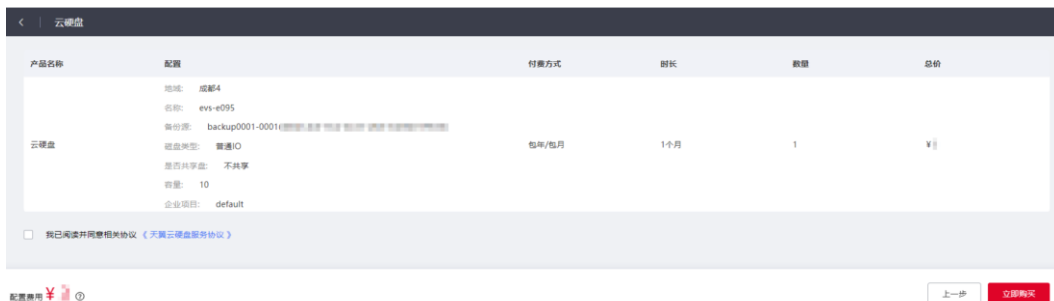 云硬盘
产品名称 配置 付费方式 时长 数量 总价
地域: 成都4
名称: evs-e095
备份源: backup0001-0001(
云硬盘 磁盘类型: 普通IO 包年/包月 1个月 1 ¥
是否共享盘: 不共享
容量: 10
企业项目: default
我已阅读并同意相关协议《天翼云硬盘服务协议》
配置费用 ¥ 上一步 立即购买